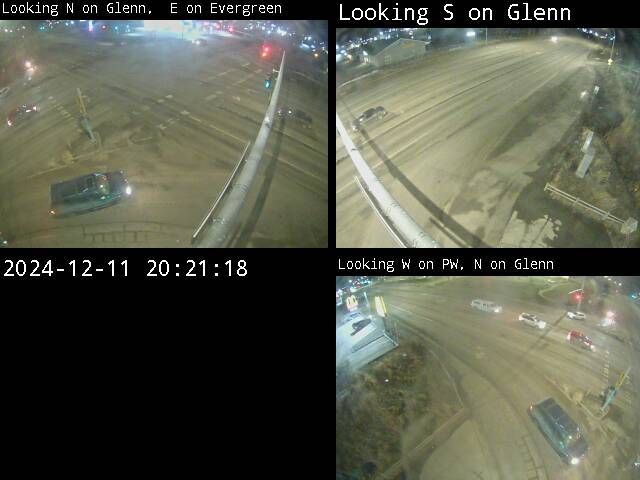 Looking N on Glenn,  E on Evergreen
Looking S on Glenn
2024-12-11 20:21:18
Looking W on PW, N on Glenn